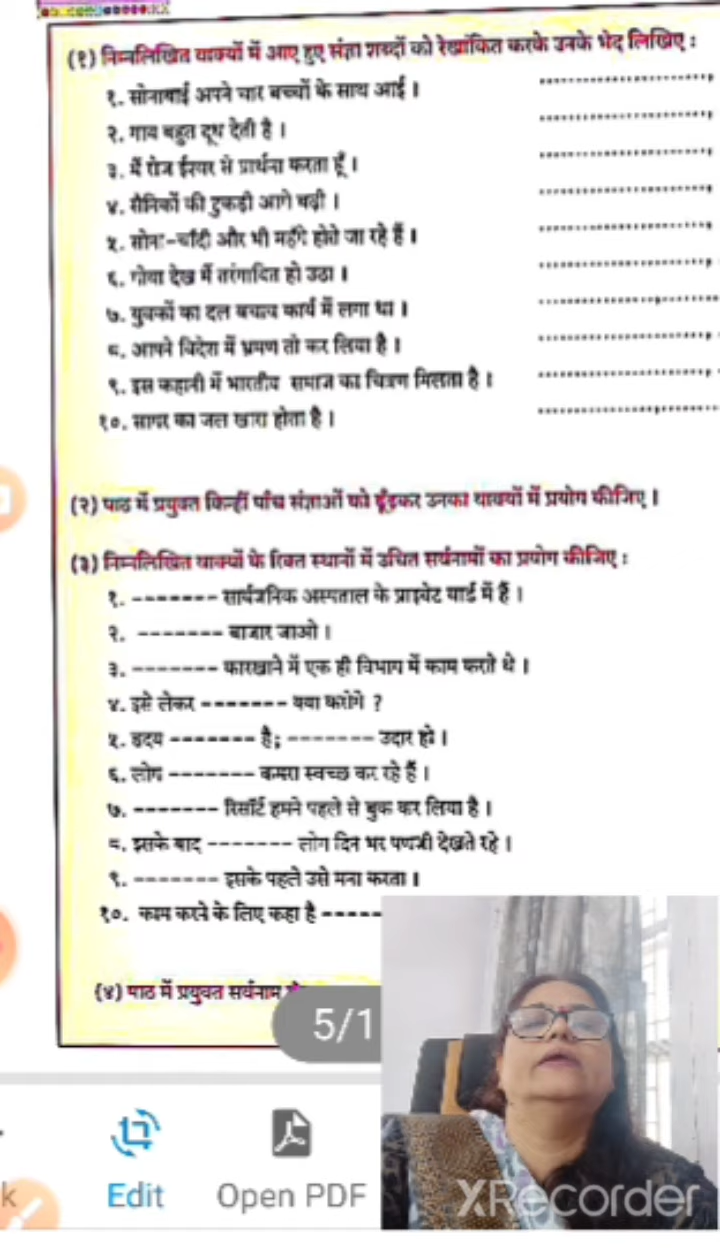 (१) निम्नलिखित वाक्यों में आए हुए संज्ञा शब्दों को रेखांकित करके उनके भेद लिखिए :
१. सोनाबाई अपने चार बच्चों के साथ आई ।
२. गाय बहुत दूध देती है ।
३. मैं रोज ईश्वर से प्रार्थना करता हूँ ।
४. सैनिकों की टुकड़ी आगे बढ़ी ।
५. सोना-चाँदी और भी महँगे होते जा रहे हैं ।
६. गोवा देख मैं तरंगायित हो उठा ।
७. युवकों का दल बचाव कार्य में लगा था ।
८. आपने विदेश में भ्रमण तो कर लिया है ।
९. इस कहानी में भारतीय समाज का चित्रण मिलता है ।
१०. सागर का जल खारा होता है ।
(२) पाठ में प्रयुक्त किन्हीं पाँच संज्ञाओं को ढूँढ़कर उनका वाक्यों में प्रयोग कीजिए ।
(३) निम्नलिखित वाक्यों के रिक्त स्थानों में उचित सर्वनामों का प्रयोग कीजिए :
१. ------- सार्वजनिक अस्पताल के प्राइवेट वार्ड में हैं ।
२. ------- बाजार जाओ ।
३. ------- कारखाने में एक ही विभाग में काम करते थे ।
४. इसे लेकर ------- क्या करोगे ?
५. हृदय ------- है; ------- उदार हो ।
६. लोग ------- कमरा स्वच्छ कर रहे हैं ।
७. ------- रिसॉर्ट हमने पहले से बुक कर लिया है ।
८. इसके बाद ------- लोग दिन भर पणजी देखते रहे ।
९. ------- इसके पहले उसे मना करता ।
१०. काम करने के लिए कहा है -----
(४) पाठ में प्रयुक्त सर्वनाम
5/1
k
Edit
Open PDF
XRecorder